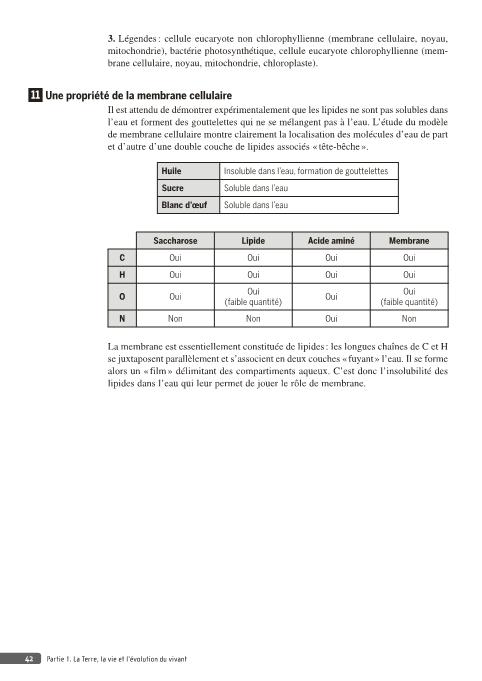 3. Légendes : cellule eucaryote non chlorophyllienne (membrane cellulaire, noyau,
mitochondrie), bactérie photosynthétique, cellule eucaryote chlorophyllienne (mem-
brane cellulaire, noyau, mitochondrie, chloroplaste).
11 Une propriété de la membrane cellulaire
Il est attendu de démontrer expérimentalement que les lipides ne sont pas solubles dans
l'eau et forment des gouttelettes qui ne se mélangent pas à l'eau. L'étude du modèle
de membrane cellulaire montre clairement la localisation des molécules d'eau de part
et d'autre d'une double couche de lipides associés « tête-bêche ».
Huile Insoluble dans l'eau, formation de gouttelettes
Sucre Soluble dans l'eau
Blanc d'œuf Soluble dans l'eau
Saccharose Lipide Acide aminé Membrane
C Oui Oui Oui Oui
H Oui Oui Oui Oui
O Oui Oui (faible quantité) Oui Oui (faible quantité)
N Non Non Oui Non
La membrane est essentiellement constituée de lipides : les longues chaînes de C et H
se juxtaposent parallèlement et s'associent en deux couches « fuyant » l'eau. Il se forme
alors un « film » délimitant des compartiments aqueux. C'est donc l'insolubilité des
lipides dans l'eau qui leur permet de jouer le rôle de membrane.
42 Partie 1. La Terre, la vie et l'évolution du vivant